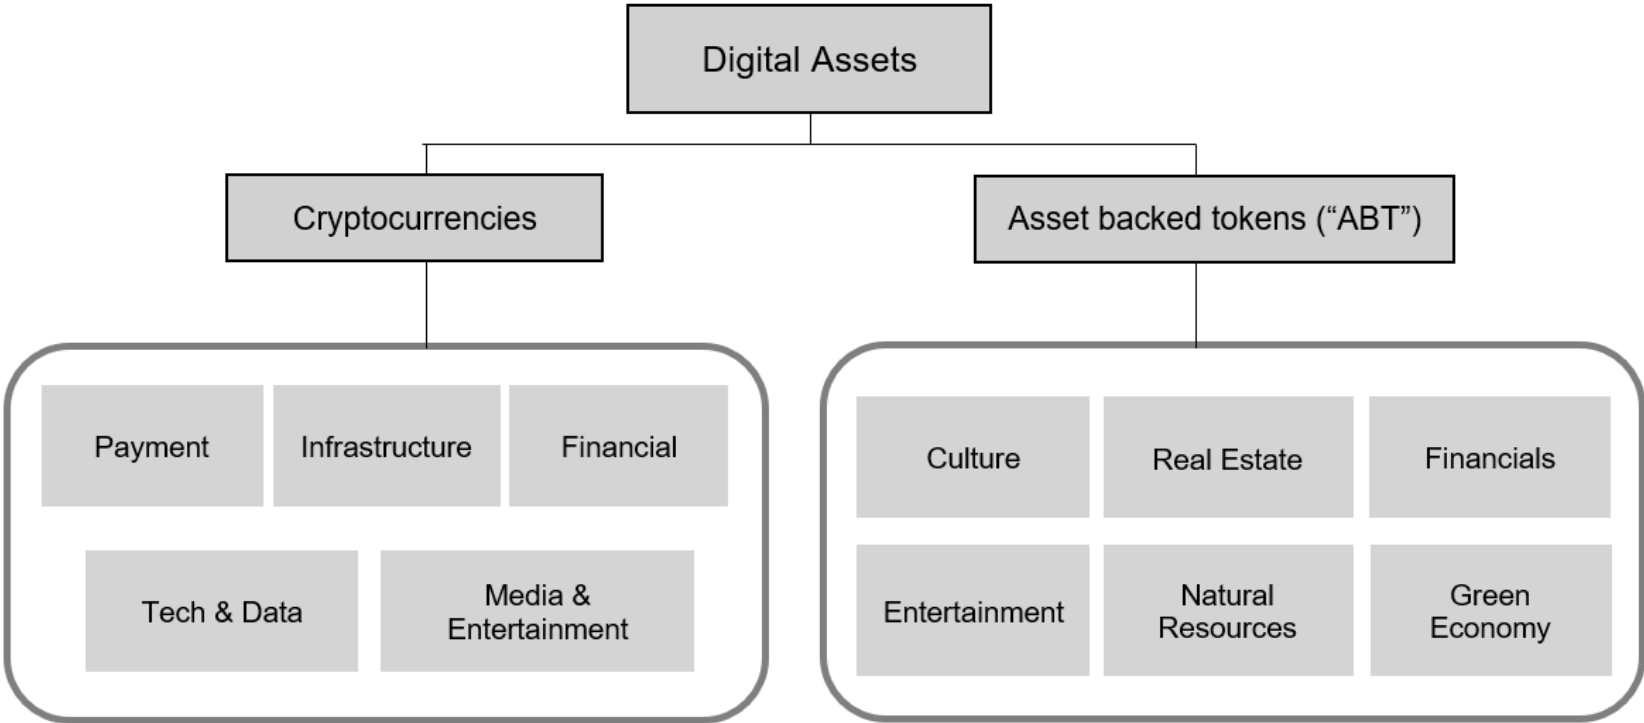 Digital Assets
Cryptocurrencies
Asset backed tokens (“ABT”)
Payment
Infrastructure
Financial
Tech & Data
Media &
Entertainment
Culture
Real Estate
Financials
Entertainment
Natural
Resources
Green
Economy